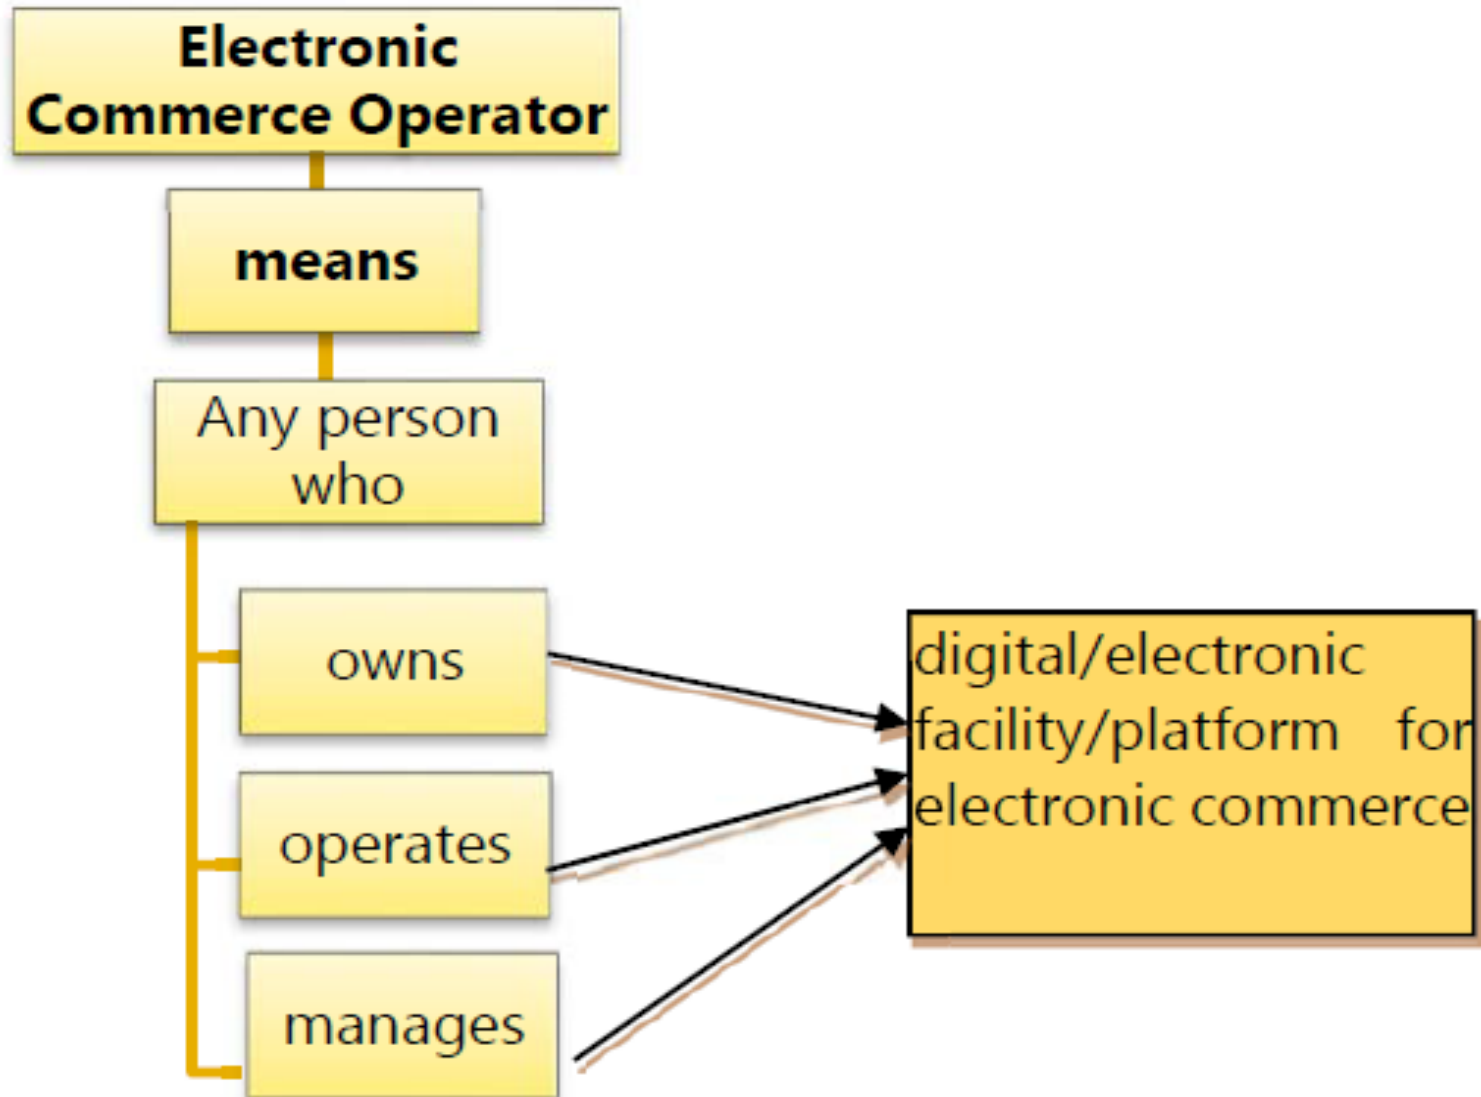 Electronic
Commerce Operator
means
Any person
who
owns
operates
manages
digital/electronic
facility/platform for
electronic commerce